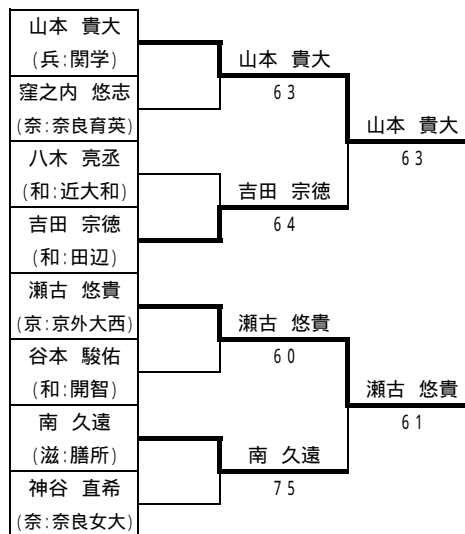 山本 貴大
(兵:関学)
窪之内 悠志
(奈:奈良育英)
八木 亮丞
(和:近大和)
吉田 宗徳
(和:田辺)
瀬古 悠貴
(京:京外大西)
谷本 駿佑
(和:開智)
南 久遠
(滋:膳所)
神谷 直希
(奈:奈良女大)
山本 貴大
6 3
吉田 宗徳
6 4
瀬古 悠貴
6 0
南 久遠
7 5
山本 貴大
6 3
瀬古 悠貴
6 1